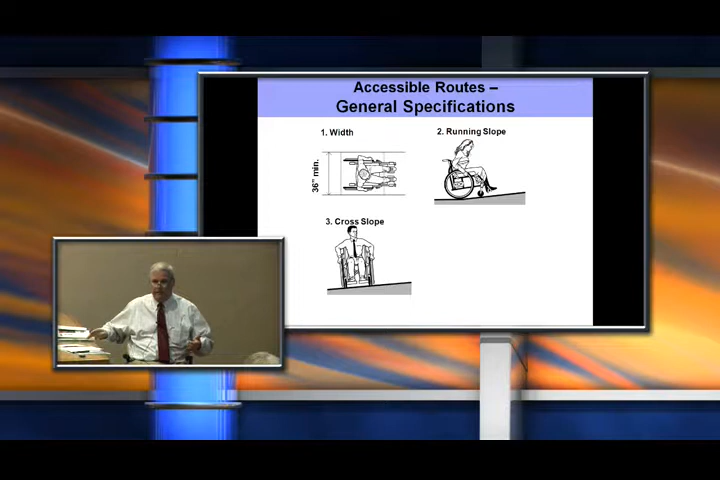 Accessible Routes –
General Specifications
1. Width
2. Running Slope
36" min.
3. Cross Slope